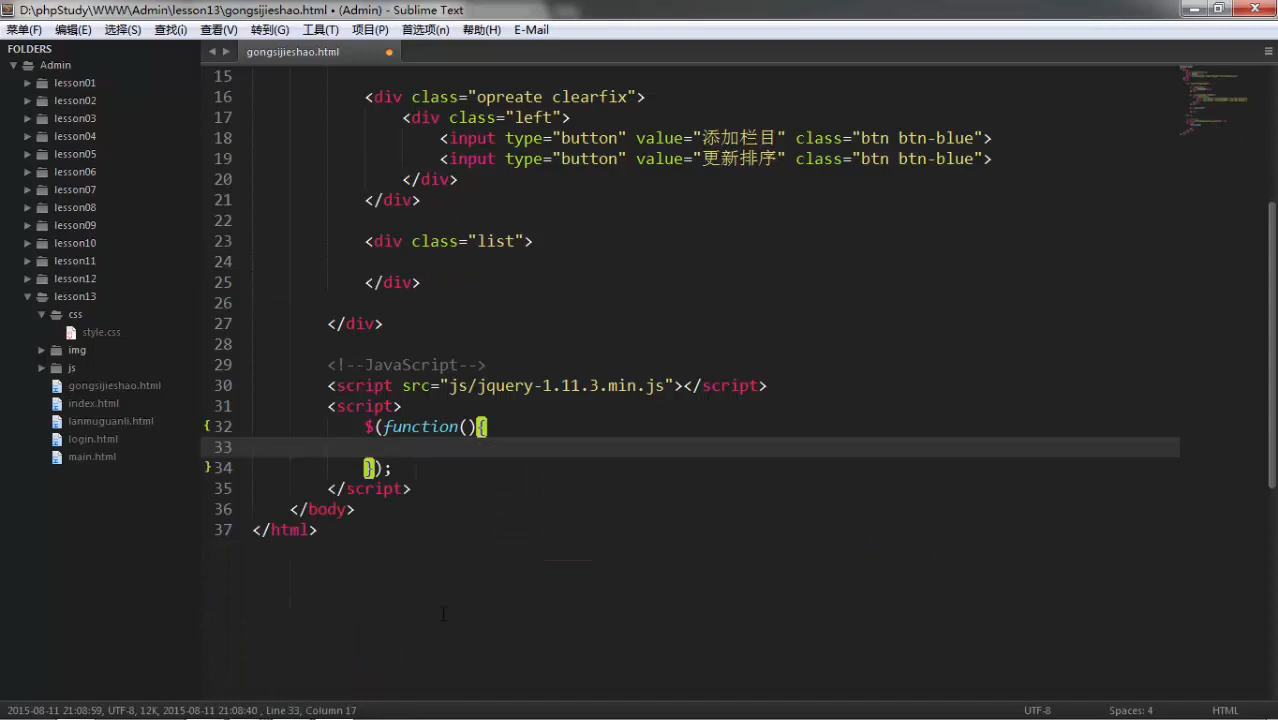 D:\phpStudy\WWW\Admin\lesson13\gongsijieshao.html • (Admin) - Sublime Text
菜单(F) 编辑(E) 选择(S) 查找(i) 查看(V) 转到(G) 工具(T) 项目(P) 首选项(n) 帮助(H) E-Mail
FOLDERS
Admin
lesson01
lesson02
lesson03
lesson04
lesson05
lesson06
lesson07
lesson08
lesson09
lesson10
lesson11
lesson12
lesson13
css
style.css
img
js
gongsijieshao.html
index.html
lanmuguanli.html
login.html
main.html
gongsijieshao.html
15
16 <div class="opreate clearfix">
17 <div class="left">
18 <input type="button" value="添加栏目" class="btn btn-blue">
19 <input type="button" value="更新排序" class="btn btn-blue">
20 </div>
21 </div>
22
23 <div class="list">
24
25 </div>
26
27 </div>
28
29 <!--JavaScript-->
30 <script src="js/jquery-1.11.3.min.js"></script>
31 <script>
{ 32 $(function(){
33
} 34 });
35 </script>
36 </body>
37 </html>
2015-08-11 21:08:59, UTF-8, 12K, 2015-08-11 21:08:40 , Line 33, Column 17 UTF-8 Spaces: 4 HTML